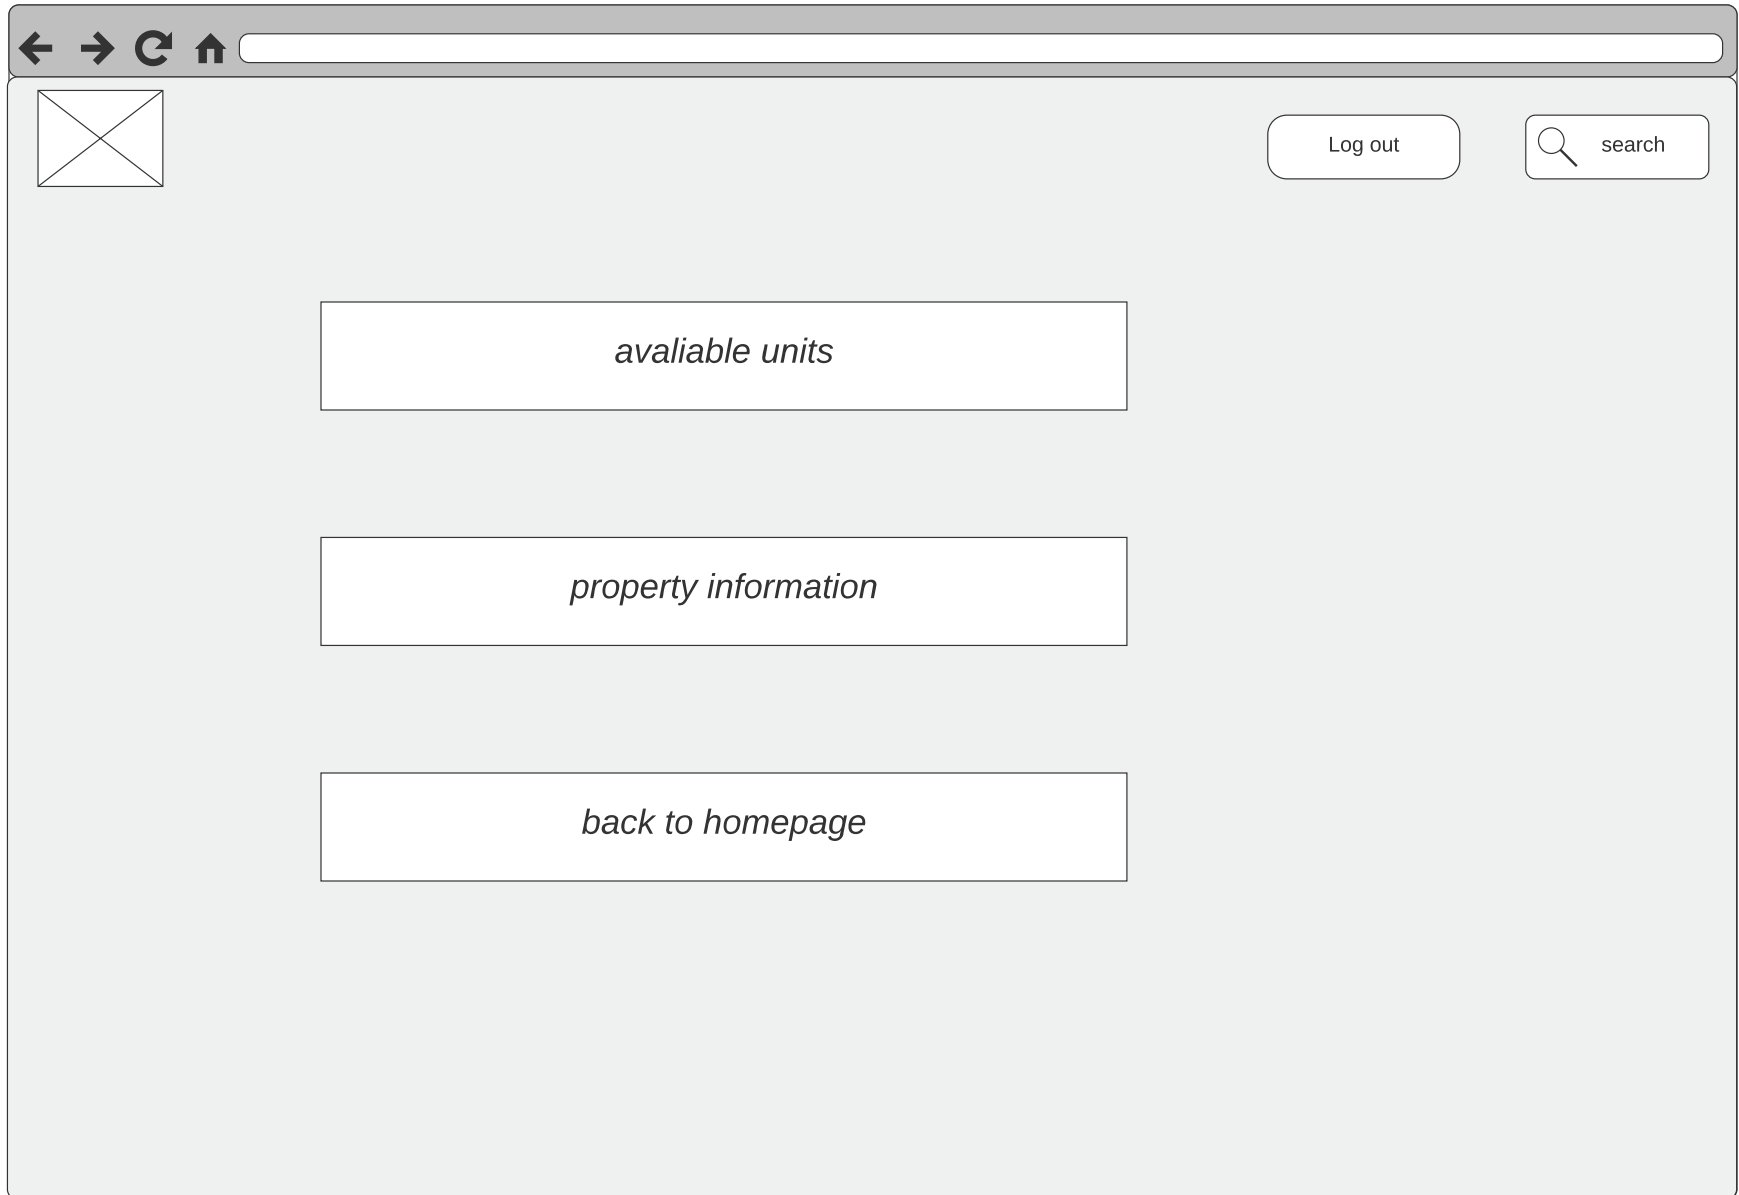 Log out
search
avaliable units
property information
back to homepage